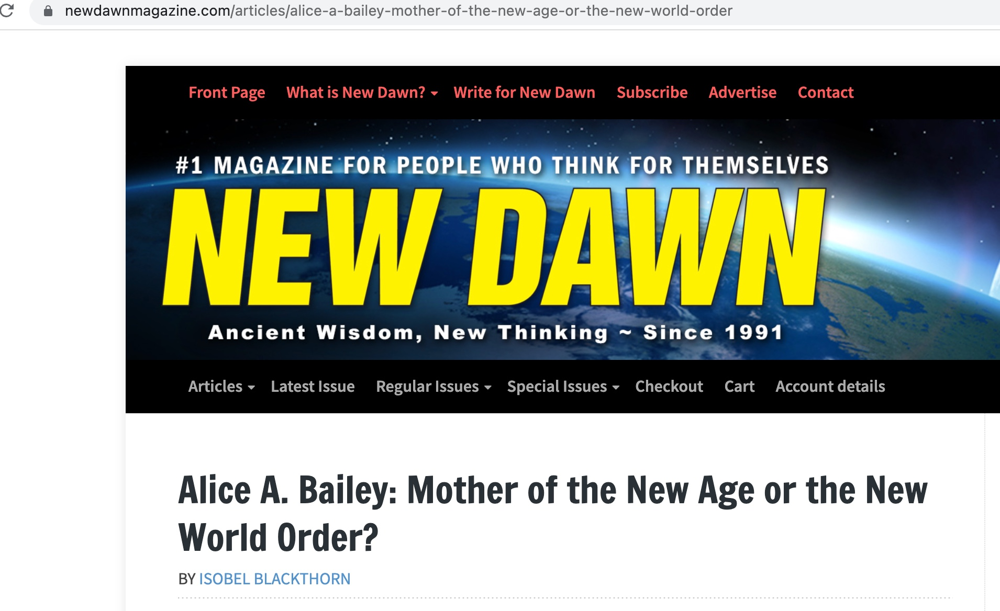 newdawnmagazine.com/articles/alice-a-bailey-mother-of-the-new-age-or-the-new-world-order
Front Page What is New Dawn? Write for New Dawn Subscribe Advertise Contact
#1 MAGAZINE FOR PEOPLE WHO THINK FOR THEMSELVES
NEW DAWN
Ancient Wisdom, New Thinking ~ Since 1991
Articles Latest Issue Regular Issues Special Issues Checkout Cart Account details
Alice A. Bailey: Mother of the New Age or the New
World Order?
BY ISOBEL BLACKTHORN